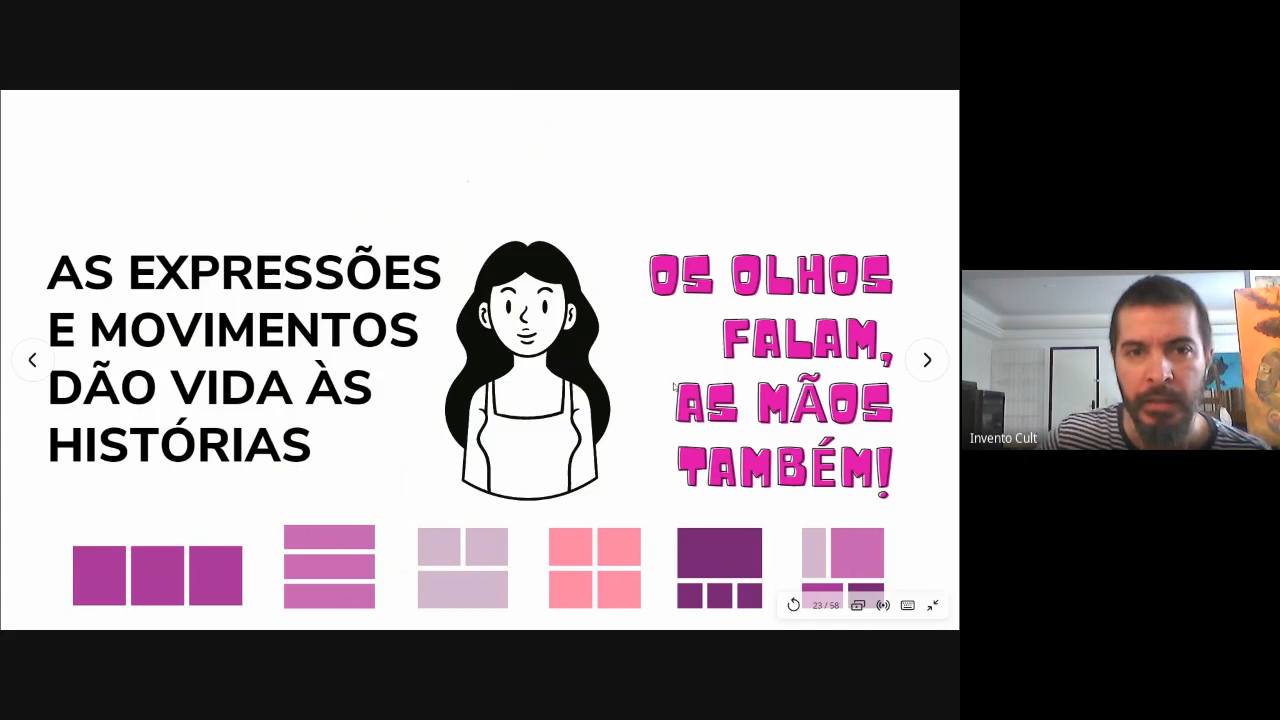 AS EXPRESSÕES
E MOVIMENTOS
DÃO VIDA ÀS
HISTÓRIAS
OS OLHOS
FALAM,
AS MÃOS
TAMBÉM!
23 / 58
Invento Cult